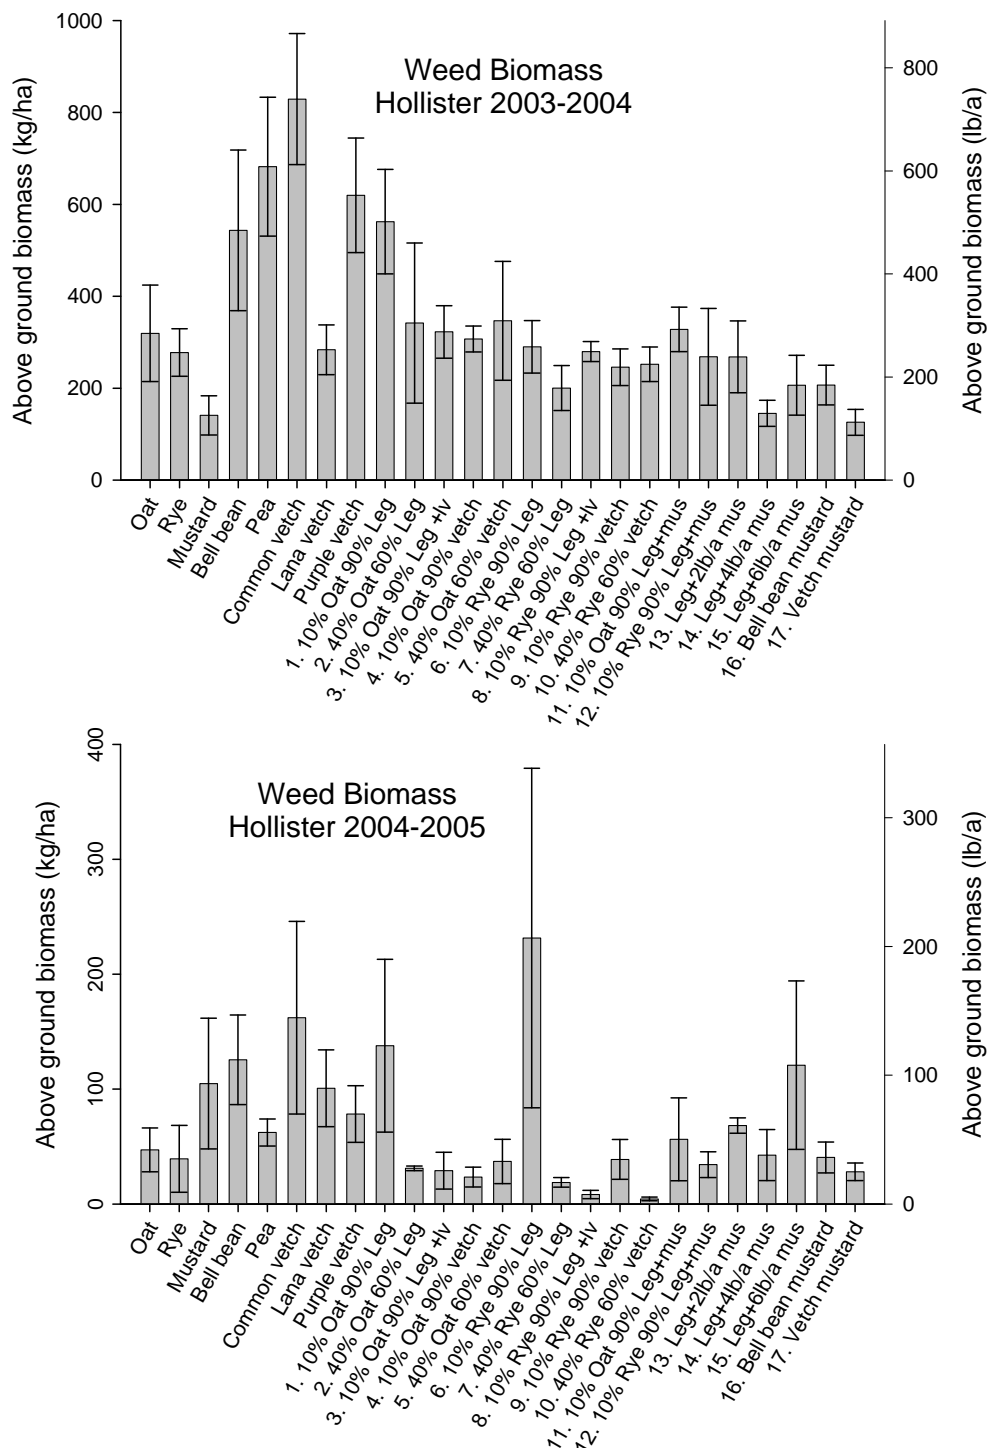 Weed Biomass
Hollister 2003-2004
Above ground biomass (kg/ha)
1000
800
600
400
200
0
Above ground biomass (lb/a)
800
600
400
200
0
Oat
Rye
Mustard
Bell bean
Pea
Common vetch
Lana vetch
Purple vetch
1. 10% Oat 90% Leg
2. 40% Oat 60% Leg
3. 10% Oat 90% Leg +lv
4. 10% Oat 90% vetch
5. 40% Oat 60% vetch
6. 10% Rye 90% Leg
7. 40% Rye 60% Leg
8. 10% Rye 90% Leg +lv
9. 10% Rye 90% vetch
10. 40% Rye 60% vetch
11. 10% Oat 90% Leg+mus
12. 10% Rye 90% Leg+mus
13. Leg+2lb/a mus
14. Leg+4lb/a mus
15. Leg+6lb/a mus
16. Bell bean mustard
17. Vetch mustard
Weed Biomass
Hollister 2004-2005
Above ground biomass (kg/ha)
400
300
200
100
0
Above ground biomass (lb/a)
300
200
100
0
Oat
Rye
Mustard
Bell bean
Pea
Common vetch
Lana vetch
Purple vetch
1. 10% Oat 90% Leg
2. 40% Oat 60% Leg
3. 10% Oat 90% Leg +lv
4. 10% Oat 90% vetch
5. 40% Oat 60% vetch
6. 10% Rye 90% Leg
7. 40% Rye 60% Leg
8. 10% Rye 90% Leg +lv
9. 10% Rye 90% vetch
10. 40% Rye 60% vetch
11. 10% Oat 90% Leg+mus
12. 10% Rye 90% Leg+mus
13. Leg+2lb/a mus
14. Leg+4lb/a mus
15. Leg+6lb/a mus
16. Bell bean mustard
17. Vetch mustard